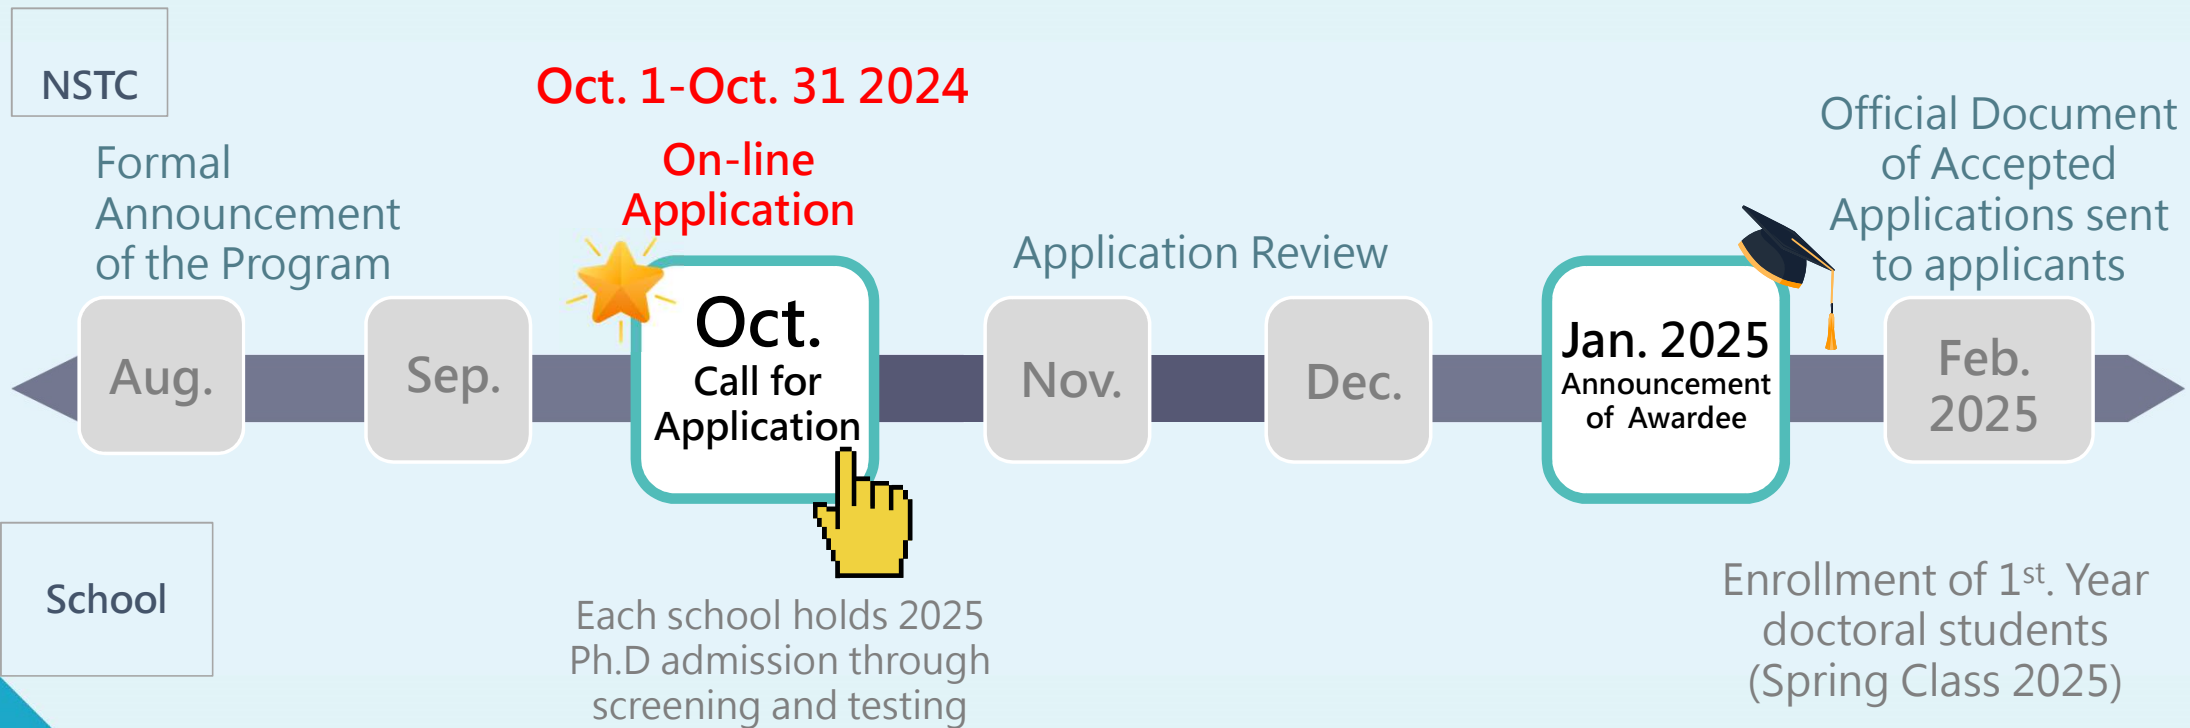 NSTC
Oct. 1-Oct. 31 2024
On-line
Application
Formal
Announcement
of the Program
Application Review
Official Document
of Accepted
Applications sent
to applicants
Aug.
Sep.
Oct.
Call for
Application
Nov.
Dec.
Jan. 2025
Announcement
of Awardee
Feb.
2025
School
Each school holds 2025
Ph.D admission through
screening and testing
Enrollment of 1st. Year
doctoral students
(Spring Class 2025)